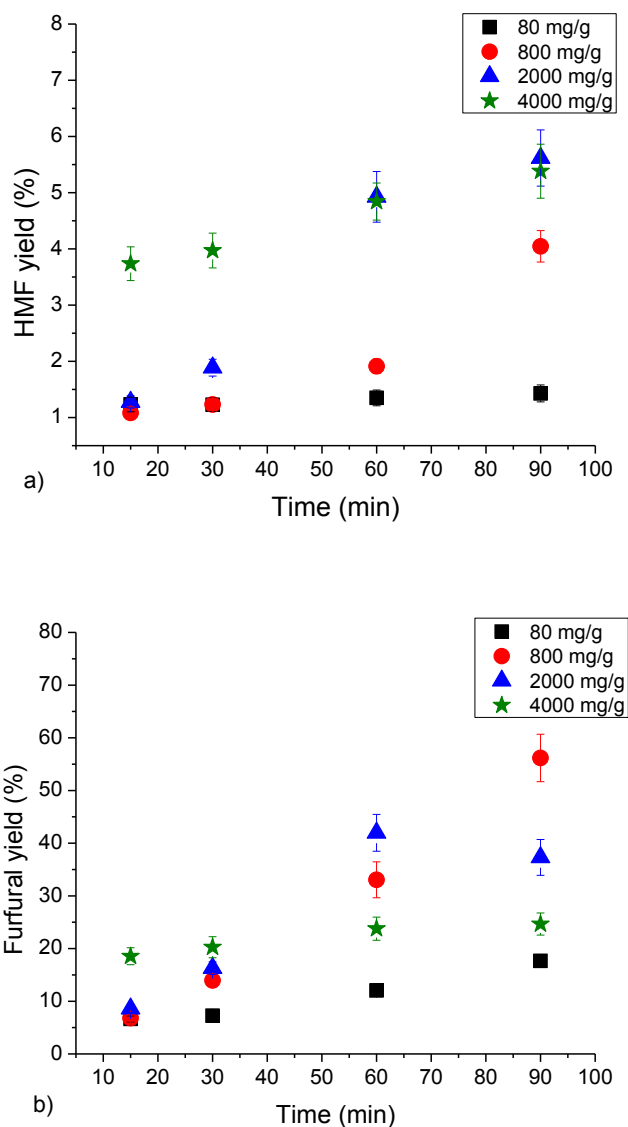 80 mg/g
800 mg/g
2000 mg/g
4000 mg/g
8
7
6
5
4
3
2
1
HMF yield (%)
10 20 30 40 50 60 70 80 90 100
Time (min)
a)
80 mg/g
800 mg/g
2000 mg/g
4000 mg/g
80
70
60
50
40
30
20
10
0
Furfural yield (%)
10 20 30 40 50 60 70 80 90 100
Time (min)
b)